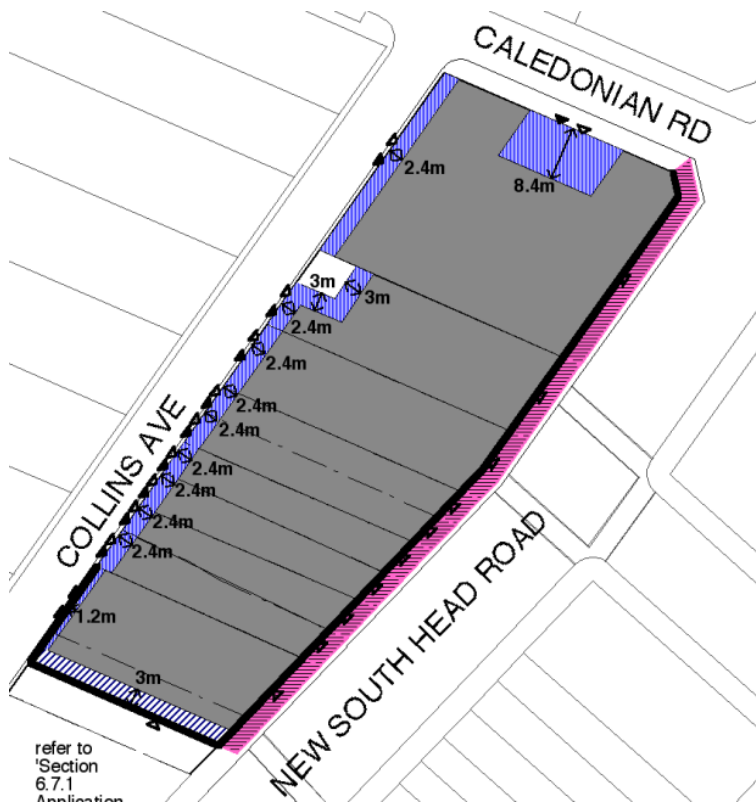 CALEDONIAN RD
2.4m
8.4m
3m
3m
2.4m
2.4m
2.4m
2.4m
COLLINS AVE
2.4m
2.4m
2.4m
2.4m
NEW SOUTH HEAD ROAD
1.2m
3m
refer to
'Section
6.7.1
Application